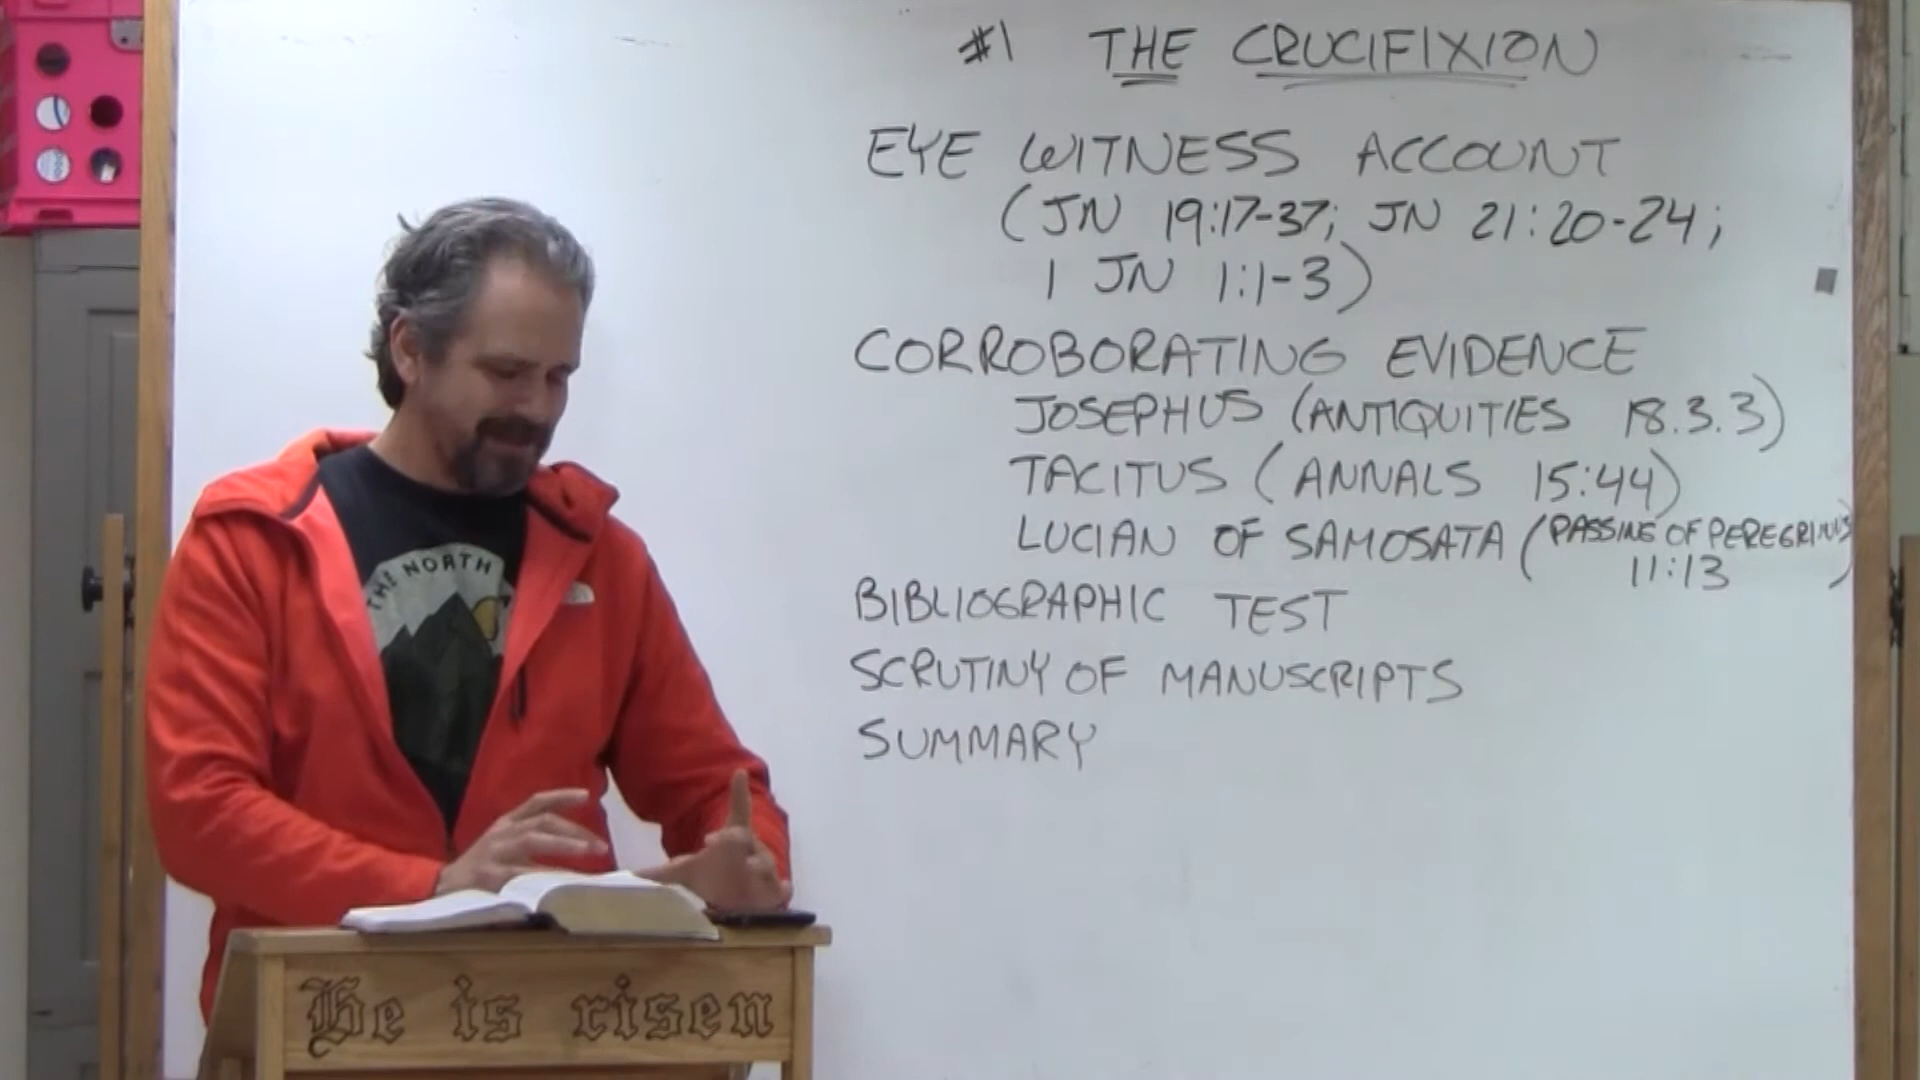 #1 THE CRUCIFIXION
EYE WITNESS ACCOUNT
(JN 19:17-37; JN 21:20-24;
1 JN 1:1-3)
CORROBORATING EVIDENCE
JOSEPHUS (ANTIQUITIES 18.3.3)
TACITUS (ANNALS 15:44)
LUCIAN OF SAMOSATA (PASSING OF PEREGRINUS
11:13)
BIBLIOGRAPHIC TEST
SCRUTINY OF MANUSCRIPTS
SUMMARY
THE NORTH
He is risen